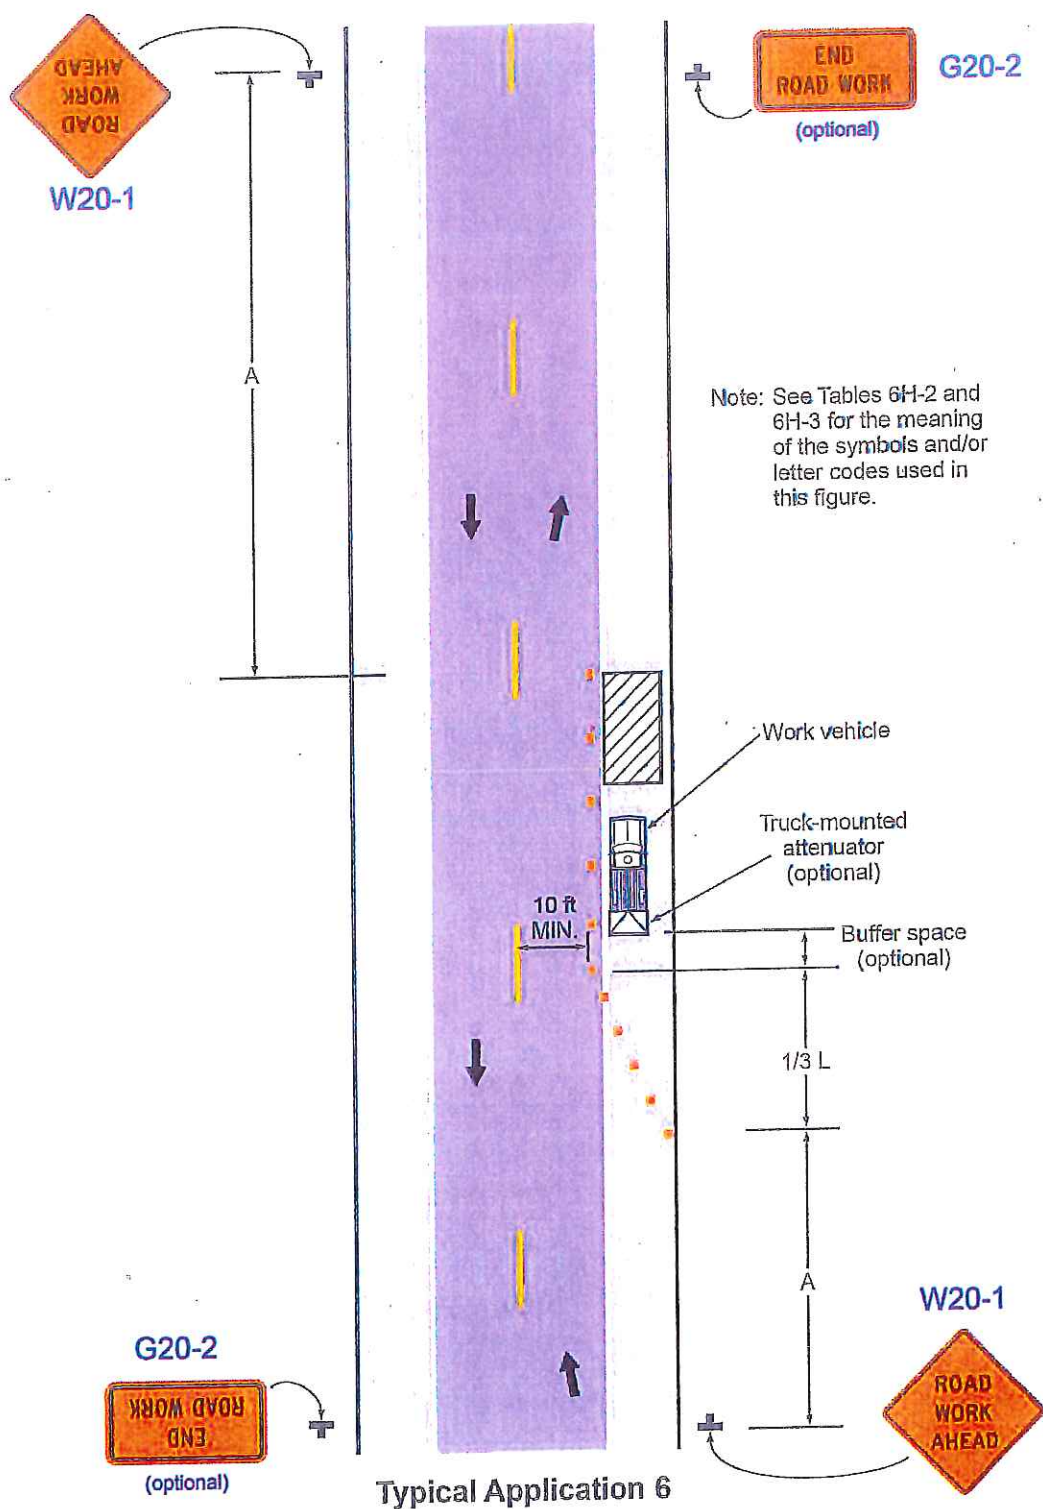 ROAD
WORK
AHEAD
W20-1
END
ROAD WORK
(optional)
G20-2
A
Note: See Tables 6H-2 and
6H-3 for the meaning
of the symbols and/or
letter codes used in
this figure.
Work vehicle
Truck-mounted
attenuator
(optional)
10 ft
MIN.
Buffer space
(optional)
1/3 L
A
W20-1
ROAD
WORK
AHEAD
G20-2
END
ROAD WORK
(optional)
Typical Application 6